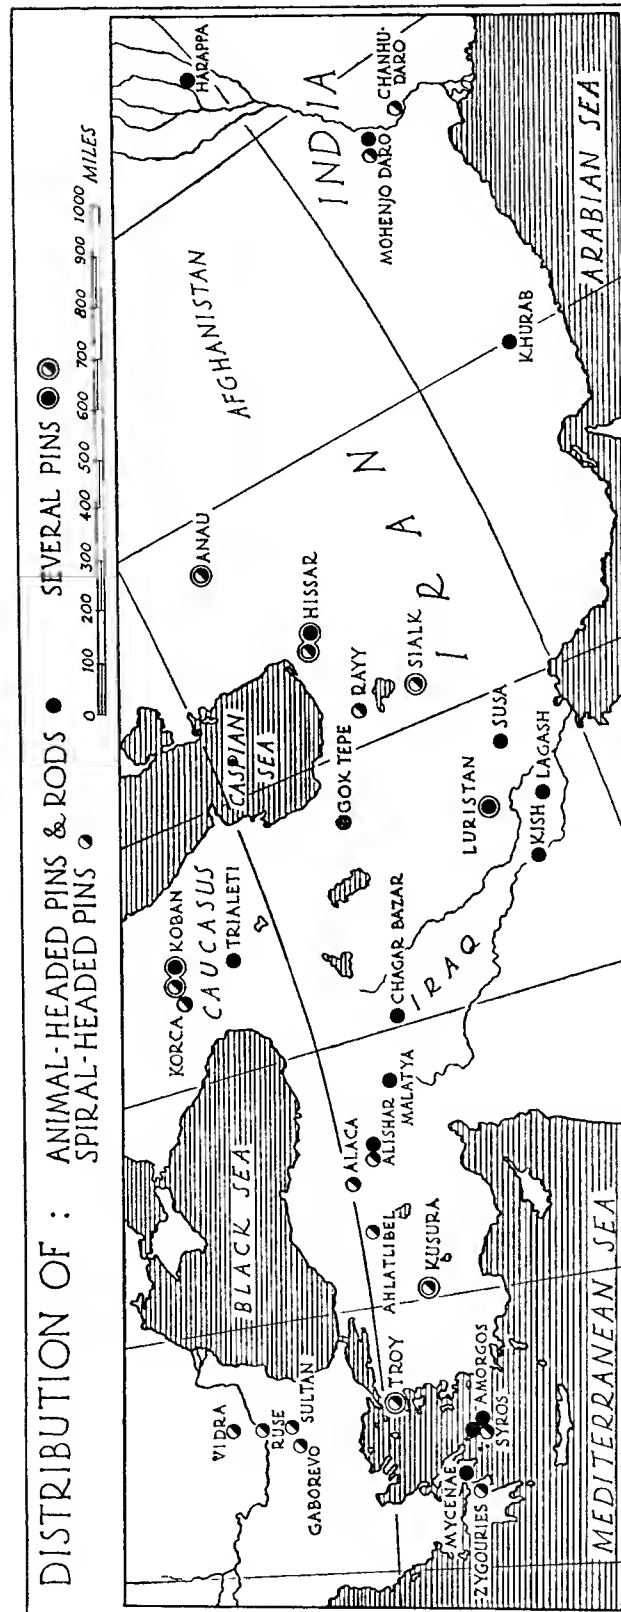 DISTRIBUTION OF :
ANIMAL-HEADED PINS & RODS
SPIRAL-HEADED PINS
SEVERAL PINS
0 100 200 300 400 500 600 700 800 900 1000 MILES
VIDRA
RUSE
SULTAN
GABOREVO
BLACK SEA
KORCA
KOBAN
CAUCASUS
TRIALETI
CASPIAN
SEA
ANAU
HISSAR
AFGHANISTAN
HARAPPA
INDIA
MOHENJO DARO
CHANHU-
DARO
TROY
AHLATLIBEL
ALACA
ALISHAR
MALATYA
KUSURA
CHAGAR BAZAR
GOK TEPE
RAYY
SIALK
IRAN
IRAQ
LURISTAN
SUSA
KISH
LAGASH
KHURAB
MYCENAE
ZYGOURIES
AMORGOS
SYROS
MEDITERRANEAN SEA
ARABIAN SEA